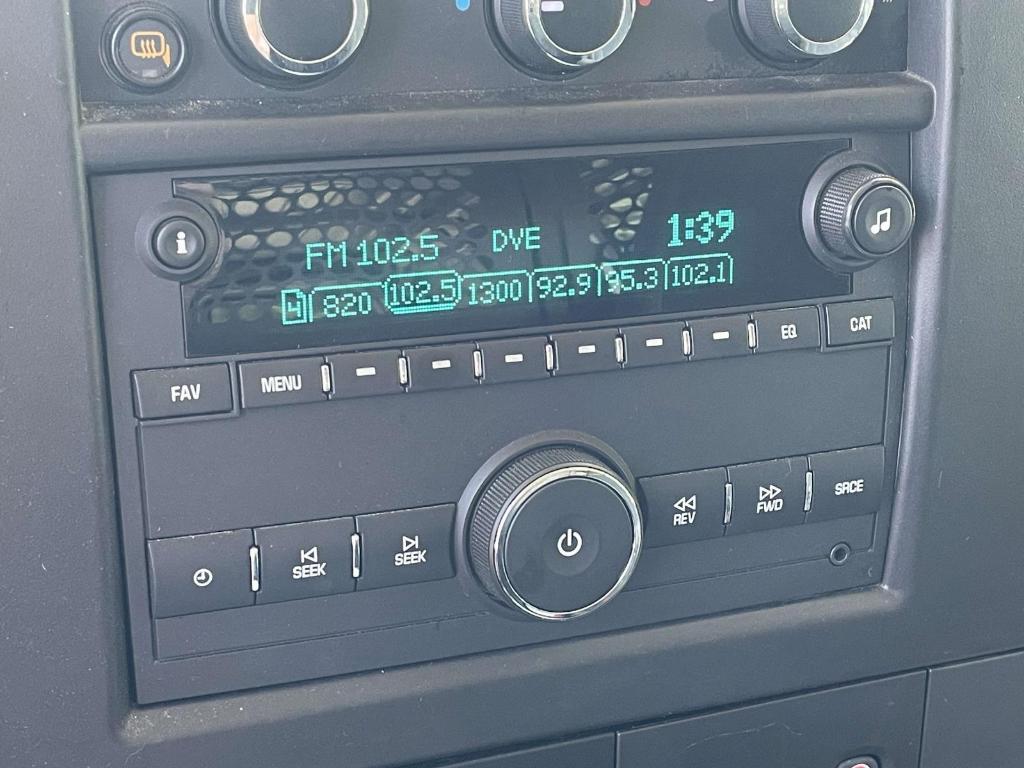 FM 102.5 DVE 1:39
4 820 102.5 1300 92.9 95.3 102.1
FAV MENU EQ CAT
SEEK SEEK REV FWD SRCE